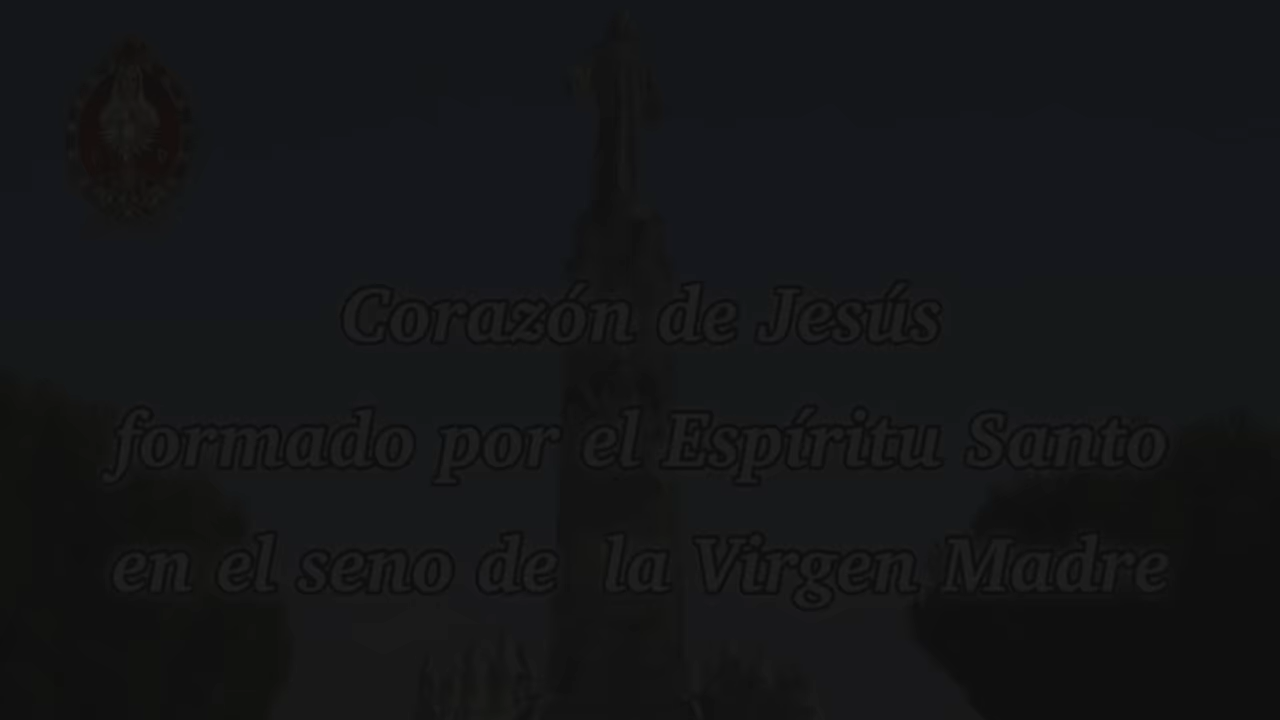 Corazón de Jesús
formado por el Espíritu Santo
en el seno de la Virgen Madre